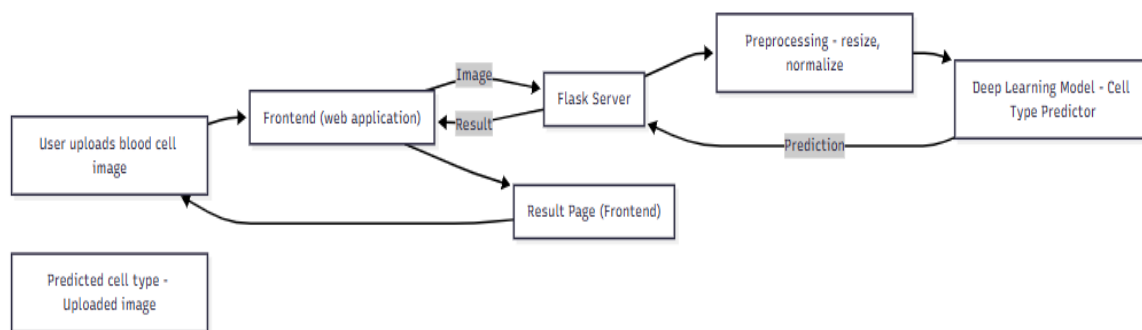 User uploads blood cell
image
Frontend (web application)
Image
Result
Flask Server
Preprocessing - resize,
normalize
Deep Learning Model - Cell
Type Predictor
Prediction
Result Page (Frontend)
Predicted cell type -
Uploaded image